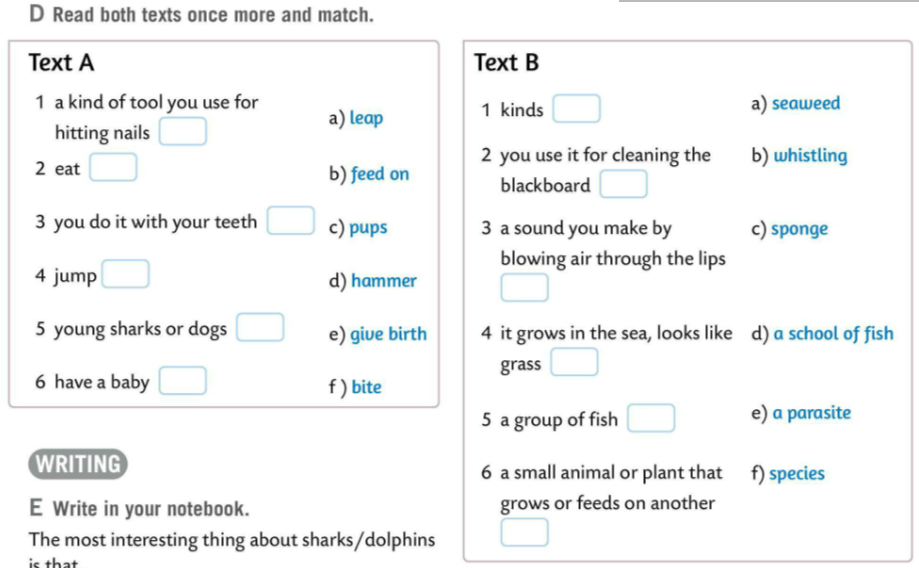 D Read both texts once more and match.
Text A
1 a kind of tool you use for
hitting nails
2 eat
3 you do it with your teeth
4 jump
5 young sharks or dogs
6 have a baby
a) leap
b) feed on
c) pups
d) hammer
e) give birth
f) bite
Text B
1 kinds
2 you use it for cleaning the
blackboard
3 a sound you make by
blowing air through the lips
4 it grows in the sea, looks like
grass
5 a group of fish
6 a small animal or plant that
grows or feeds on another
a) seaweed
b) whistling
c) sponge
d) a school of fish
e) a parasite
f) species
WRITING
E Write in your notebook.
The most interesting thing about sharks/dolphins
is that